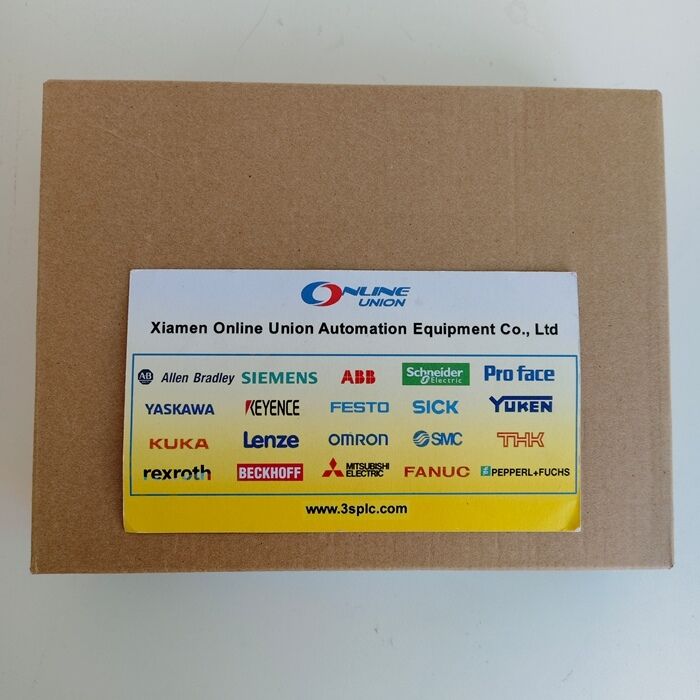 ONLINE
UNION
Xiamen Online Union Automation Equipment Co., Ltd
AB Allen Bradley SIEMENS ABB Schneider Electric Pro face
YASKAWA KEYENCE FESTO SICK YUKEN
KUKA Lenze OMRON SMC THK
rexroth BECKHOFF MITSUBISHI ELECTRIC FANUC PEPPERL+FUCHS
www.3splc.com